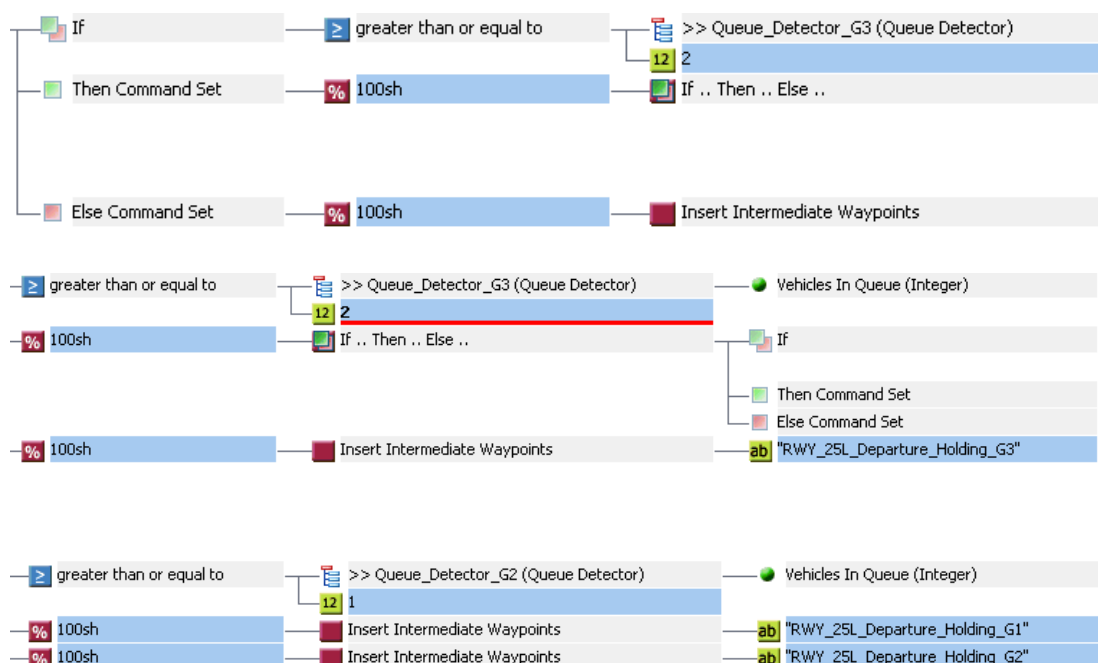 If ≥ greater than or equal to >> Queue_Detector_G3 (Queue Detector)
12 2
Then Command Set % 100sh If .. Then .. Else ..
Else Command Set % 100sh Insert Intermediate Waypoints
≥ greater than or equal to >> Queue_Detector_G3 (Queue Detector) Vehicles In Queue (Integer)
12 2
% 100sh If .. Then .. Else .. If
Then Command Set
Else Command Set
% 100sh Insert Intermediate Waypoints ab "RWY_25L_Departure_Holding_G3"
≥ greater than or equal to >> Queue_Detector_G2 (Queue Detector) Vehicles In Queue (Integer)
12 1
% 100sh Insert Intermediate Waypoints ab "RWY_25L_Departure_Holding_G1"
% 100sh Insert Intermediate Waypoints ab "RWY_25L_Departure_Holding_G2"